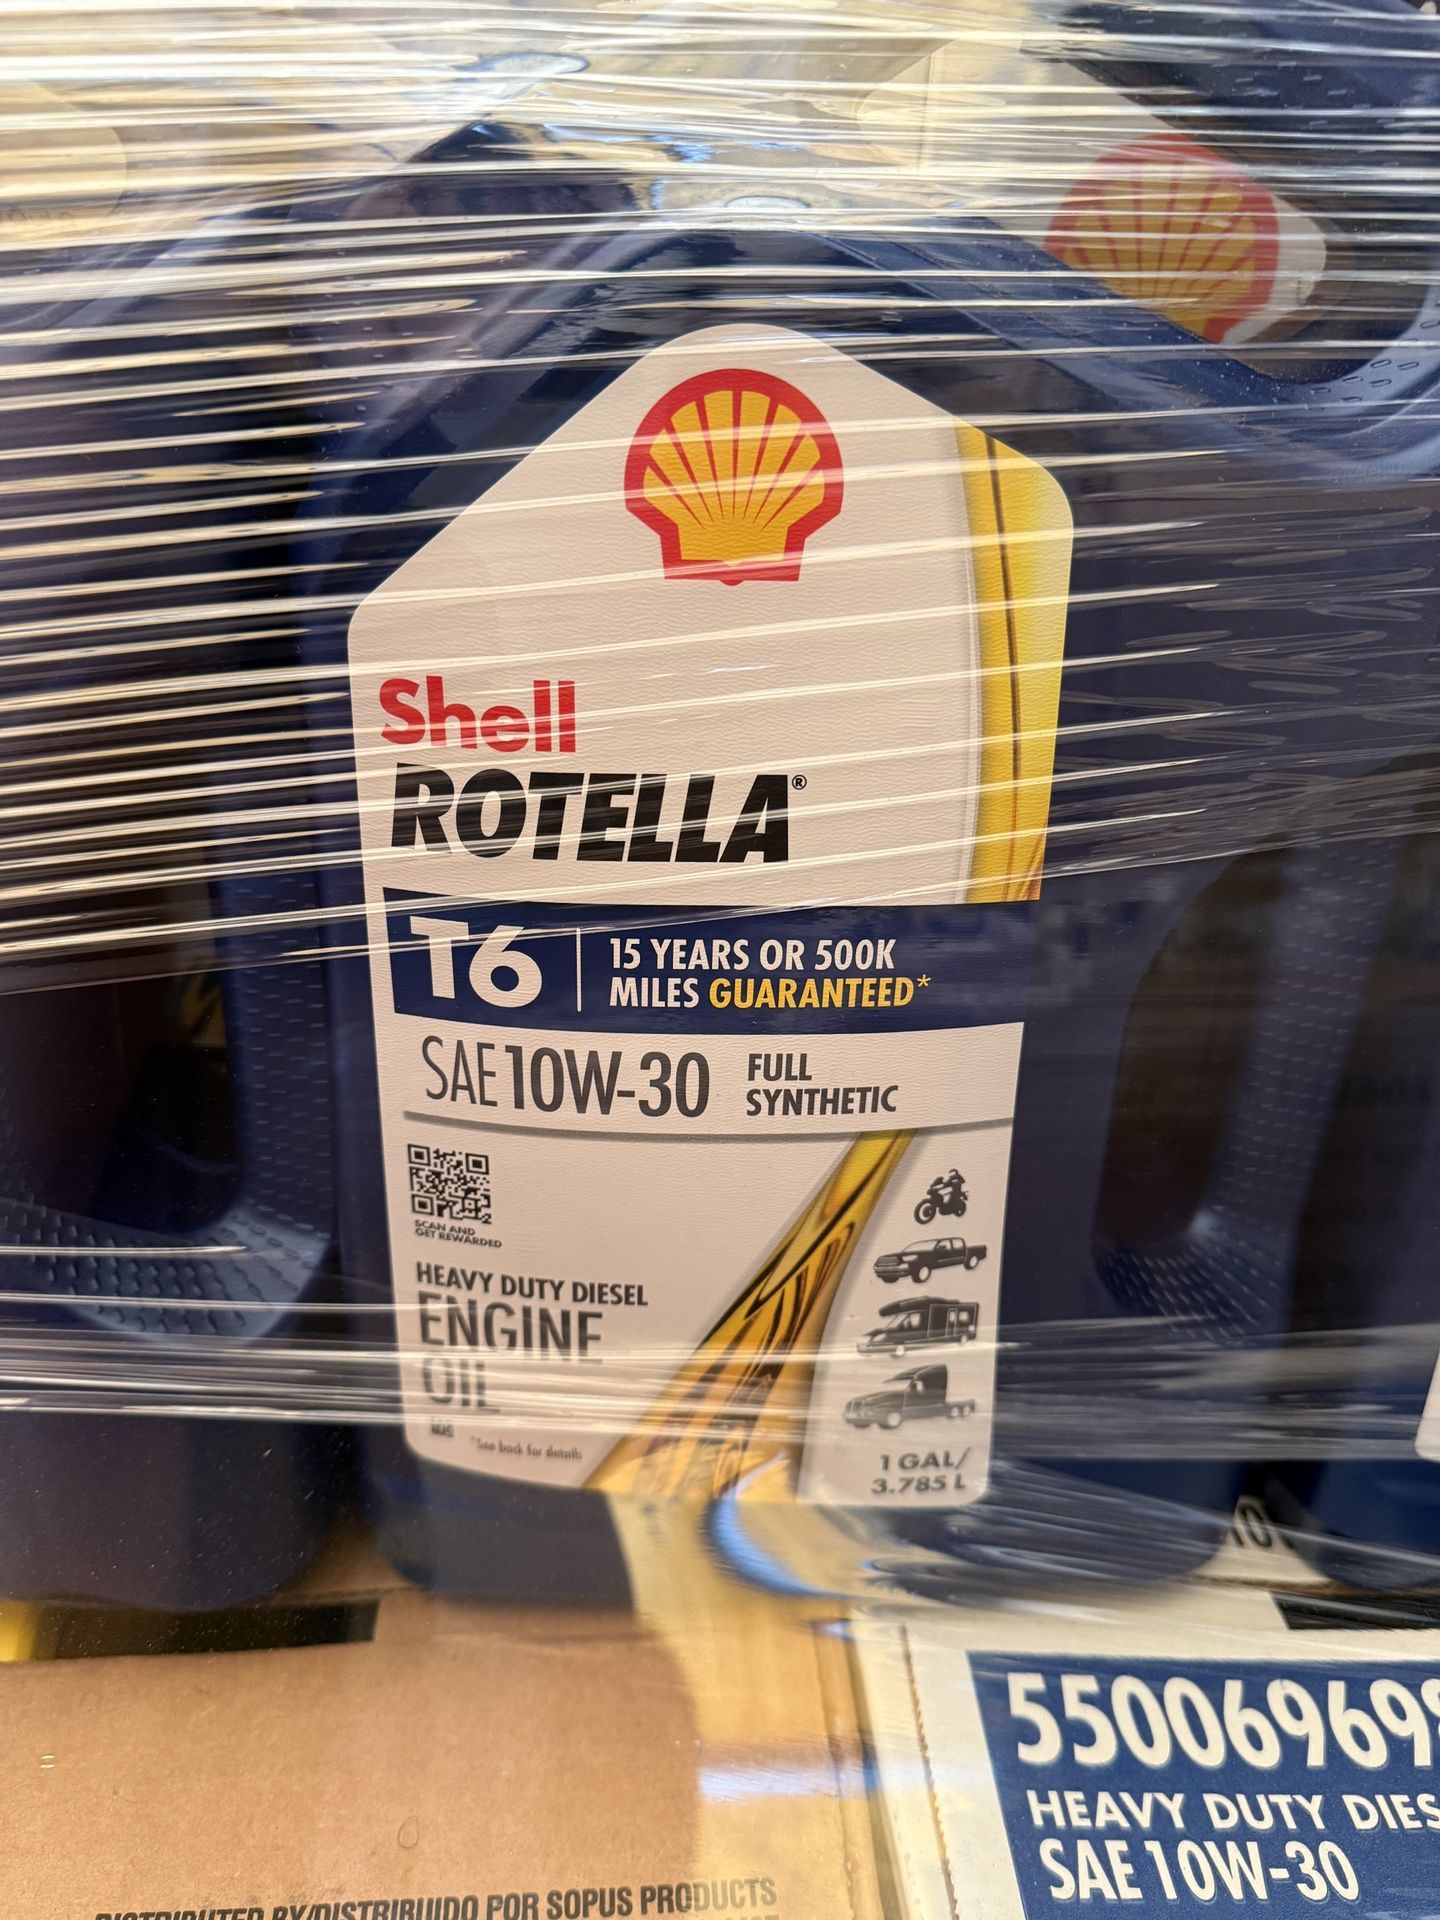 Shell
ROTELLA®
T6
15 YEARS OR 500K
MILES GUARANTEED*
SAE 10W-30
FULL
SYNTHETIC
SCAN AND
GET REWARDED
HEAVY DUTY DIESEL
ENGINE
OIL
*See back for details
1 GAL/
3.785 L
55006969
HEAVY DUTY DIES
SAE 10W-30
DISTRIBUTED BY/DISTRIBUIDO POR SOPUS PRODUCTS